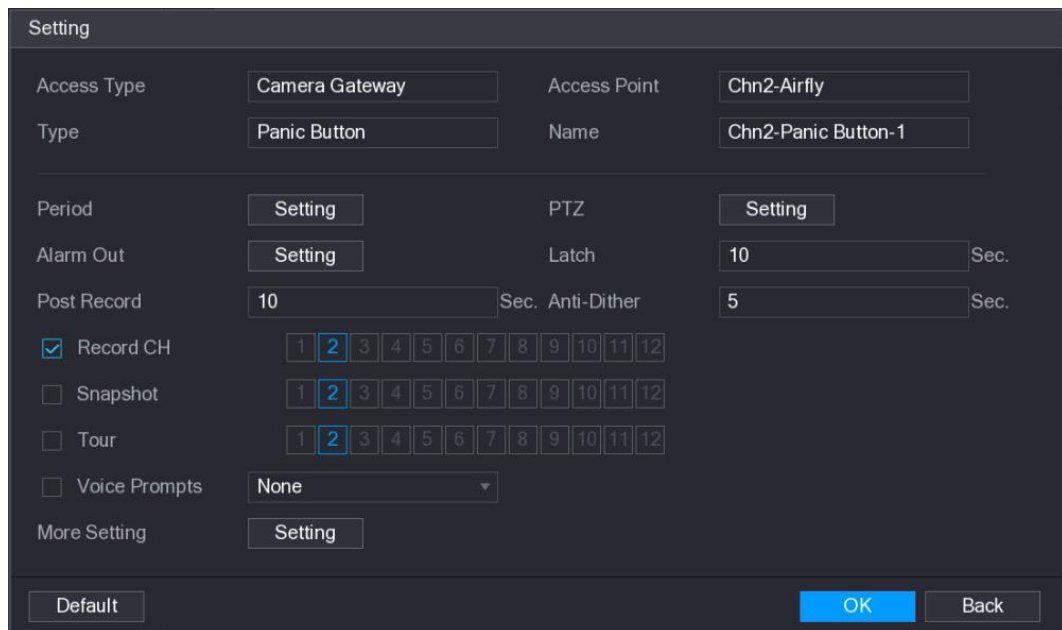 Setting
Access Type Camera Gateway Access Point Chn2-Airfly
Type Panic Button Name Chn2-Panic Button-1
Period Setting PTZ Setting
Alarm Out Setting Latch 10 Sec.
Post Record 10 Sec. Anti-Dither 5 Sec.
Record CH 1 2 3 4 5 6 7 8 9 10 11 12
Snapshot 1 2 3 4 5 6 7 8 9 10 11 12
Tour 1 2 3 4 5 6 7 8 9 10 11 12
Voice Prompts None
More Setting Setting
Default OK Back